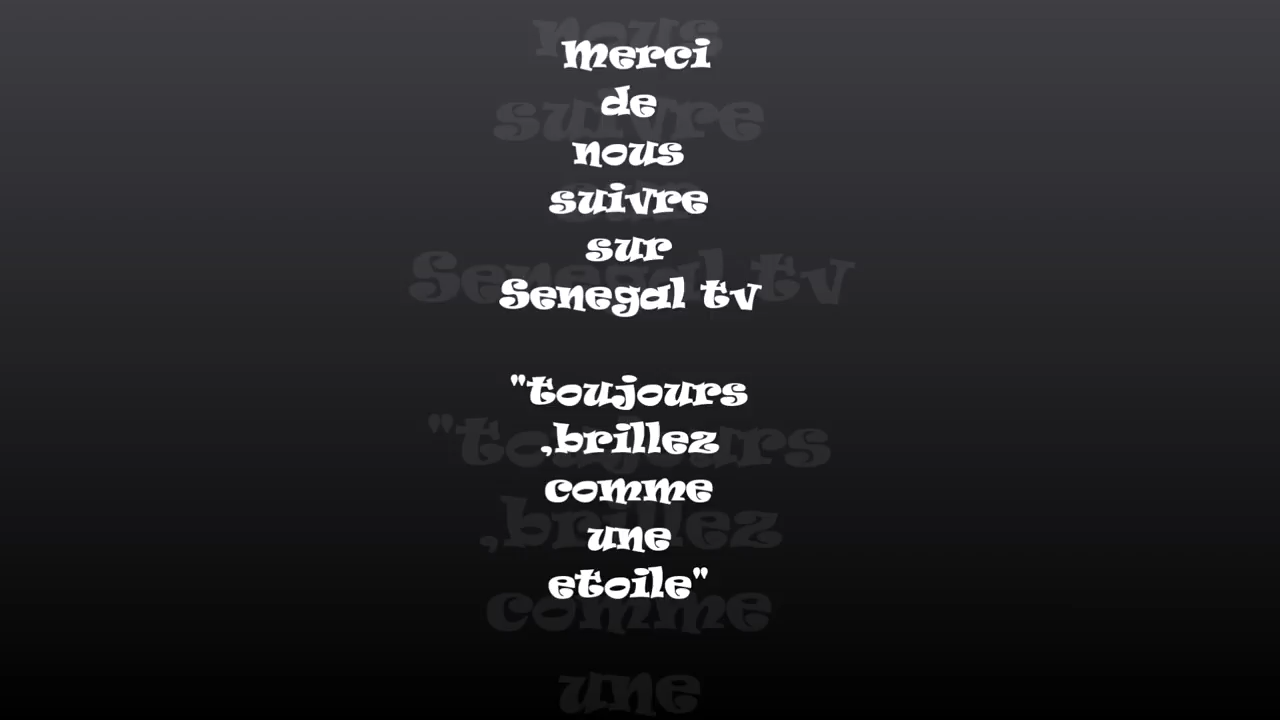 Merci
de
nous
suivre
sur
Senegal tv
"toujours
,brillez
comme
une
etoile"